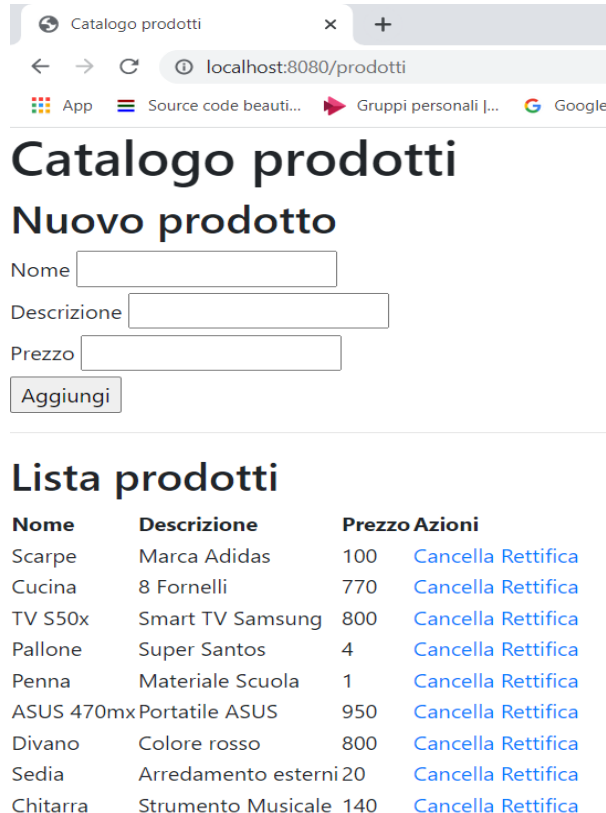 Catalogo prodotti × +
localhost:8080/prodotti
App Source code beauti... Gruppi personali |... G Google
Catalogo prodotti
Nuovo prodotto
Nome
Descrizione
Prezzo
Aggiungi
Lista prodotti
Nome Descrizione Prezzo Azioni
Scarpe Marca Adidas 100 Cancella Rettifica
Cucina 8 Fornelli 770 Cancella Rettifica
TV S50x Smart TV Samsung 800 Cancella Rettifica
Pallone Super Santos 4 Cancella Rettifica
Penna Materiale Scuola 1 Cancella Rettifica
ASUS 470mx Portatile ASUS 950 Cancella Rettifica
Divano Colore rosso 800 Cancella Rettifica
Sedia Arredamento esterni 20 Cancella Rettifica
Chitarra Strumento Musicale 140 Cancella Rettifica